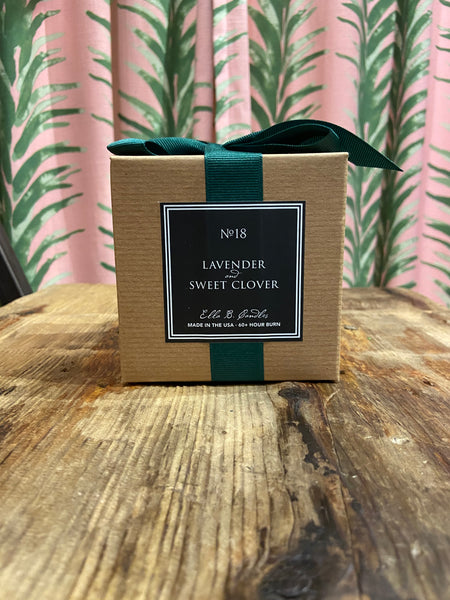 №18
LAVENDER
and
SWEET CLOVER
Ella B. Candles
MADE IN THE USA - 60+ HOUR BURN